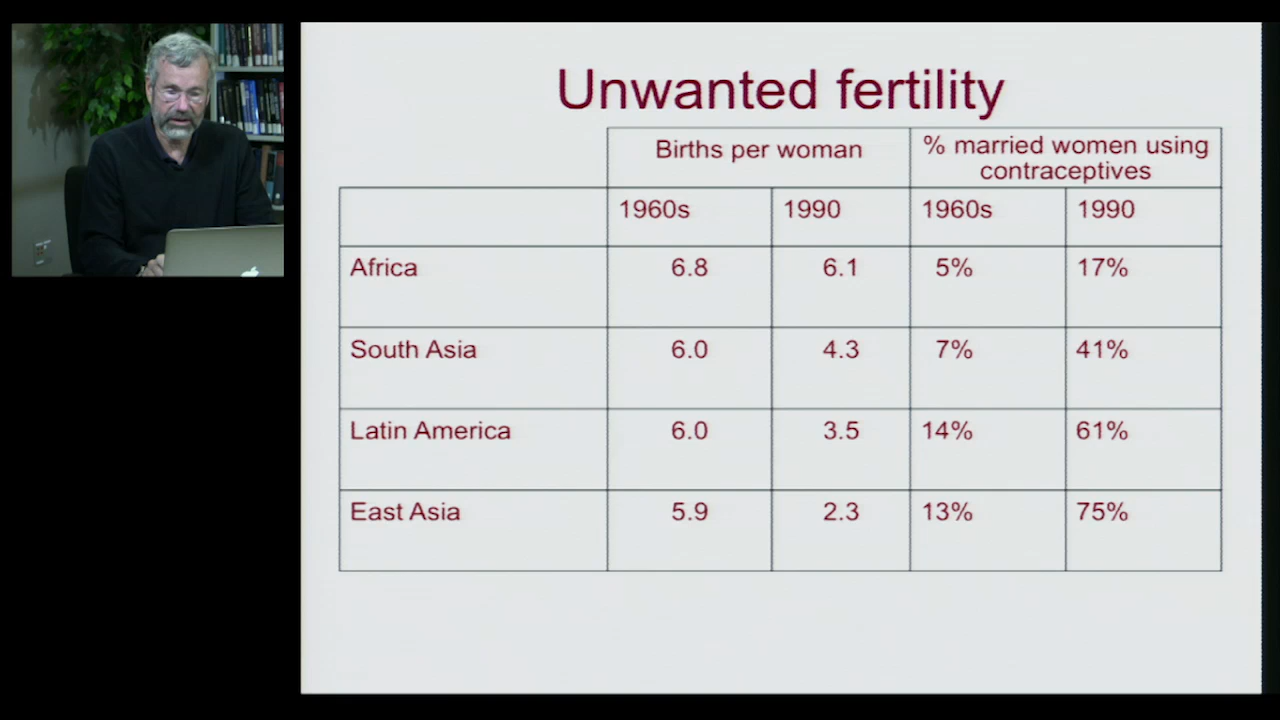 Unwanted fertility
Births per woman
% married women using
contraceptives
1960s 1990 1960s 1990
Africa 6.8 6.1 5% 17%
South Asia 6.0 4.3 7% 41%
Latin America 6.0 3.5 14% 61%
East Asia 5.9 2.3 13% 75%